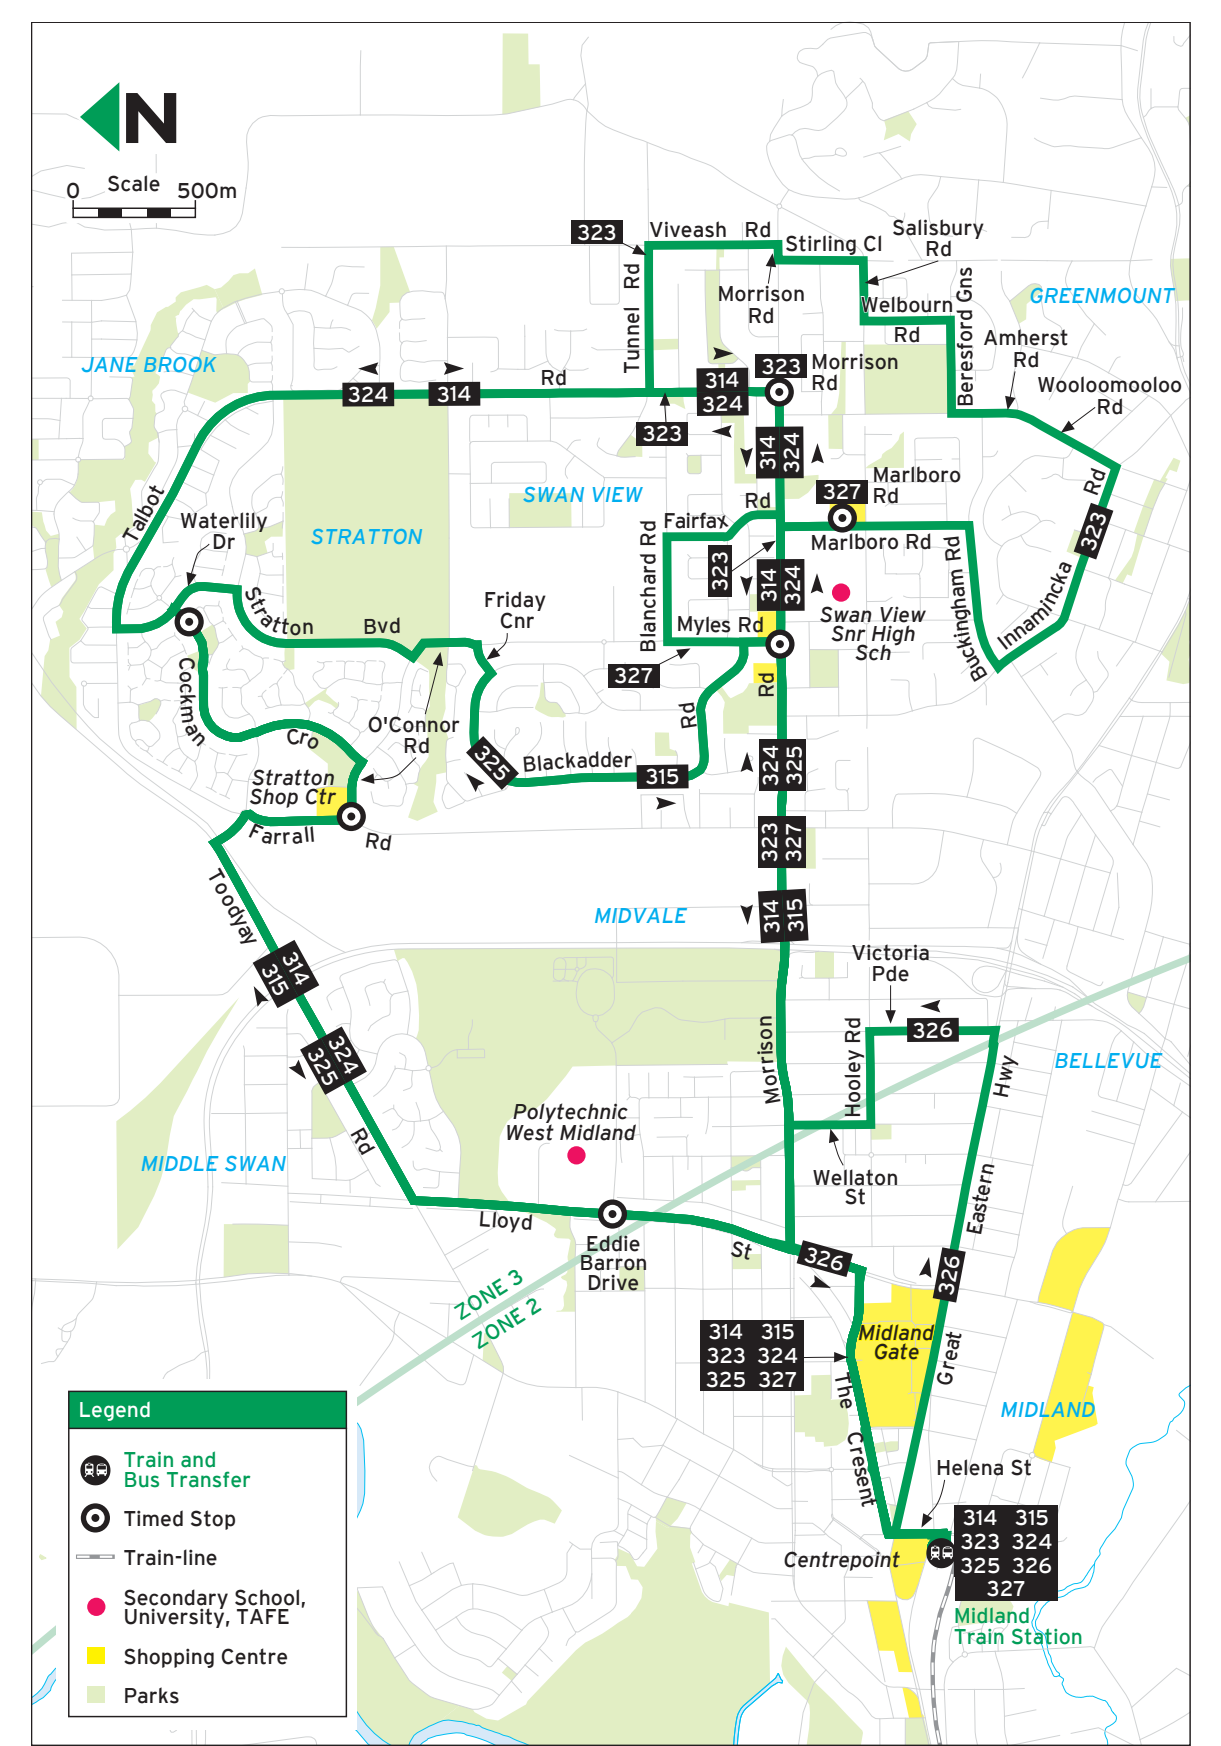 N
0 Scale 500m
323
Viveash Rd
Stirling Cl
Salisbury
Rd
Tunnel Rd
Morrison
Rd
Welbourn
Rd
Beresford Gns
GREENMOUNT
Amherst
Rd
Wooloomooloo
Rd
JANE BROOK
324
314
Rd
314
324
323
Morrison
Rd
323
314
324
SWAN VIEW
STRATTON
Talbot
Waterlily
Dr
327
Marlboro
Rd
Rd
Fairfax
Blanchard Rd
323
Marlboro Rd
Rd
323
Innamincka
Buckingham Rd
314
324
Swan View
Snr High
Sch
Stratton Bvd
Friday
Cnr
Myles Rd
327
Rd
Cockman
Cro
O'Connor
Rd
Rd
325
Blackadder
315
324
325
Stratton
Shop Ctr
Farrall
Rd
323
327
Toodyay
314
315
MIDVALE
314
315
Victoria
Pde
326
Hooley Rd
324
325
Morrison
Hwy
BELLEVUE
Polytechnic
West Midland
Rd
MIDDLE SWAN
Wellaton
St
Eastern
Lloyd
St
Eddie
Barron
Drive
326
326
ZONE 3
ZONE 2
314 315
323 324
325 327
Midland
Gate
Great
The
Cresent
MIDLAND
Legend
Train and
Bus Transfer
Timed Stop
Train-line
Secondary School,
University, TAFE
Shopping Centre
Parks
Helena St
Centrepoint
314 315
323 324
325 326
327
Midland
Train Station